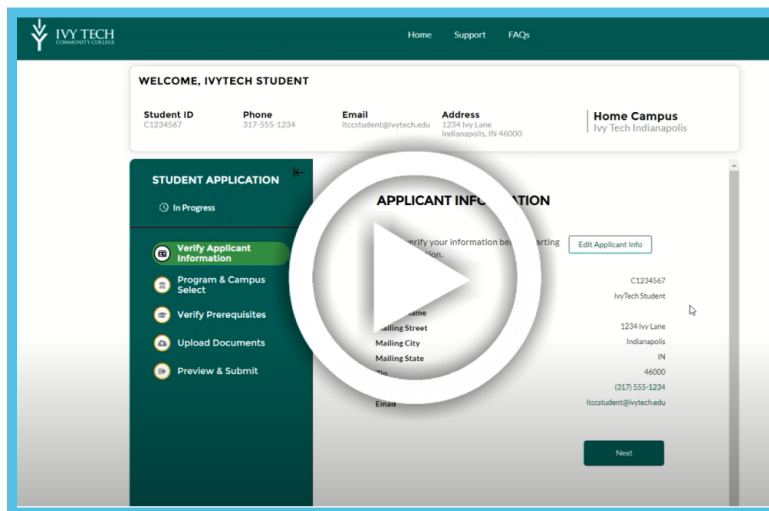 IVY TECH
COMMUNITY COLLEGE
Home Support FAQs
WELCOME, IVYTECH STUDENT
Student ID Phone Email Address Home Campus
C1234567 317-555-1234 itccstudent@ivytech.edu 1234 Ivy Lane Ivy Tech Indianapolis
Indianapolis, IN 46000
STUDENT APPLICATION
In Progress
Verify Applicant
Information
Program & Campus
Select
Verify Prerequisites
Upload Documents
Preview & Submit
APPLICANT
verify your information Edit Applicant Info
C1234567
IvyTech Student
Mailing Street 1234 Ivy Lane
Mailing City Indianapolis
Mailing State IN
46000
(317) 555-1234
Email itccstudent@ivytech.edu
Next